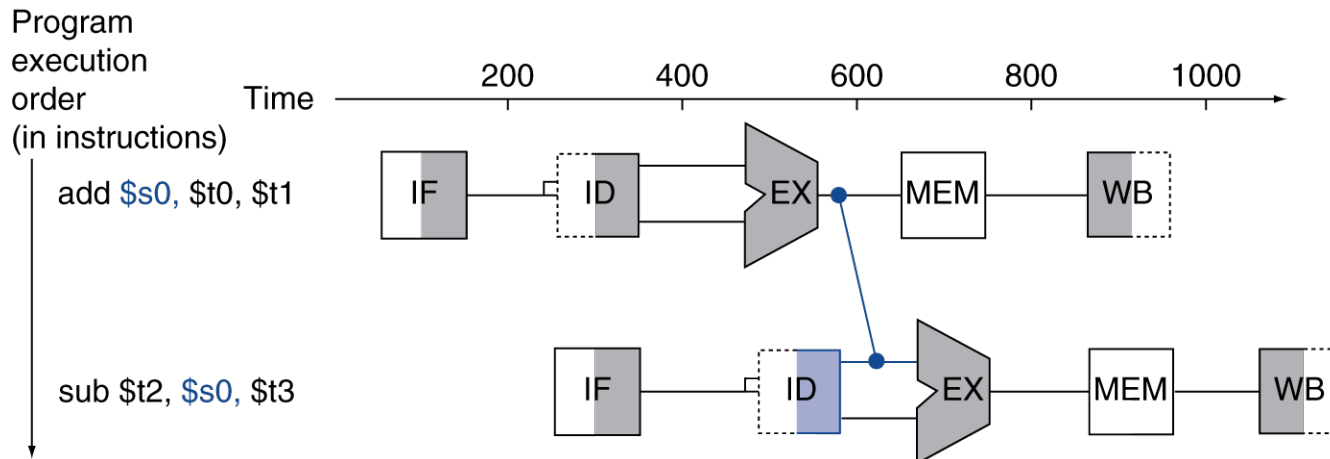 Program
execution
order
(in instructions)
Time
200 400 600 800 1000
add $s0, $t0, $t1
IF ID EX MEM WB
sub $t2, $s0, $t3
IF ID EX MEM WB